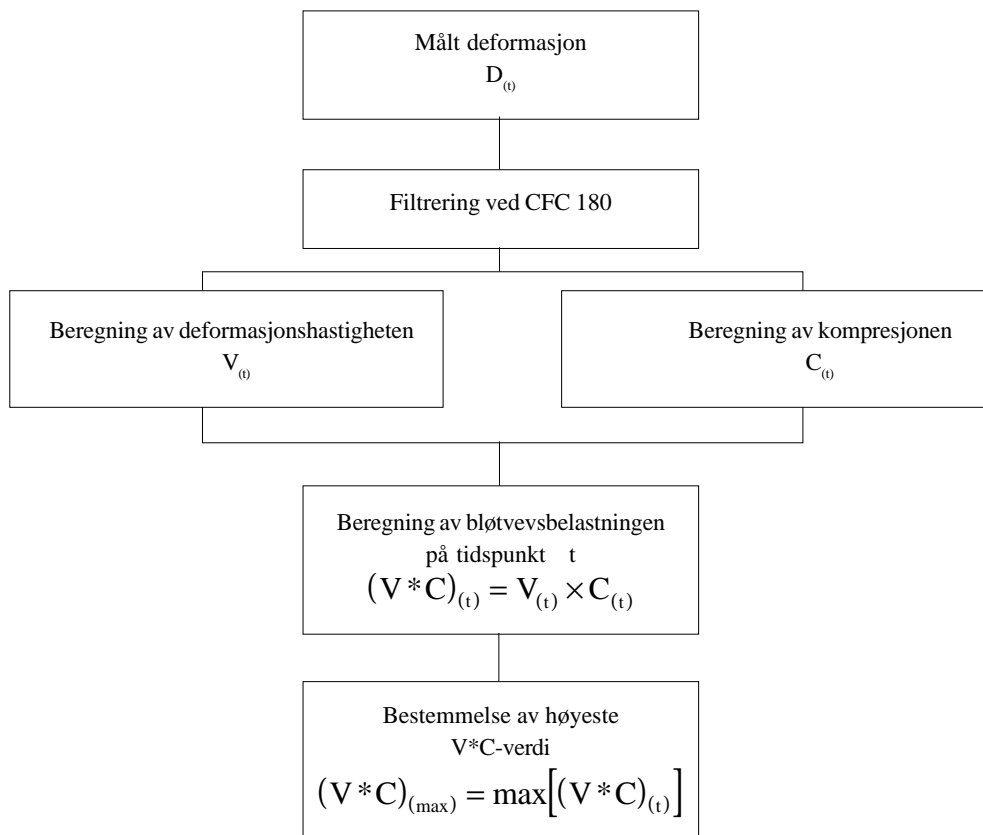 Målt deformasjon
D(t)
Filtrering ved CFC 180
Beregning av deformasjonshastigheten
V(t)
Beregning av kompresjonen
C(t)
Beregning av bløtvevsbelastningen
på tidspunkt t
(V*C)(t) = V(t) × C(t)
Bestemmelse av høyeste
V*C-verdi
(V*C)(max) = max[(V*C)(t)]